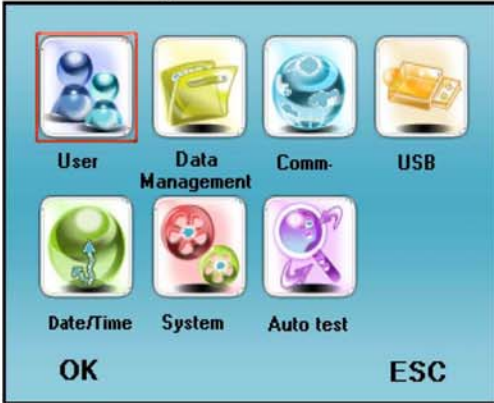 User
Data
Management
Comm-
USB
Date/Time
System
Auto test
OK
ESC